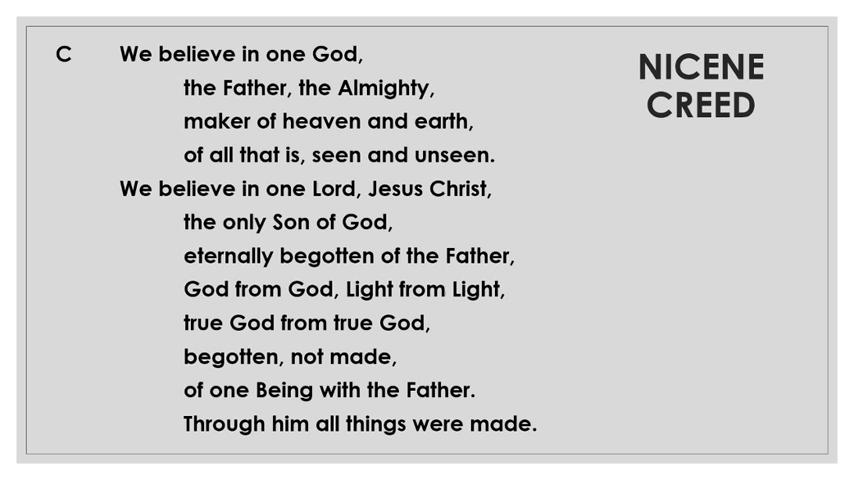 C We believe in one God,
the Father, the Almighty,
maker of heaven and earth,
of all that is, seen and unseen.
We believe in one Lord, Jesus Christ,
the only Son of God,
eternally begotten of the Father,
God from God, Light from Light,
true God from true God,
begotten, not made,
of one Being with the Father.
Through him all things were made.
NICENE
CREED